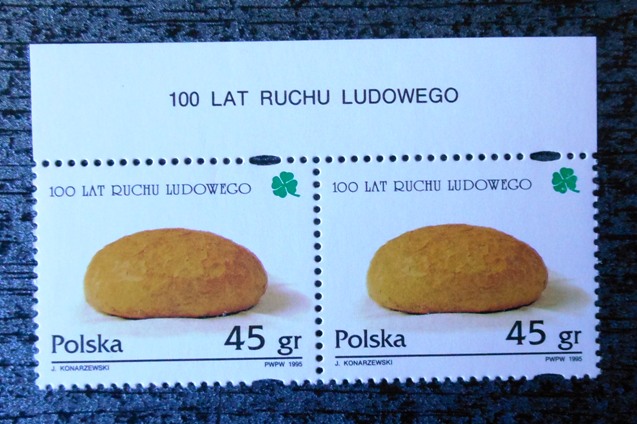 100 LAT RUCHU LUDOWEGO
100 LAT RUCHU LUDOWEGO
Polska 45 gr
J. KONARZEWSKI PWPW 1995
100 LAT RUCHU LUDOWEGO
Polska 45 gr
J. KONARZEWSKI PWPW 1995